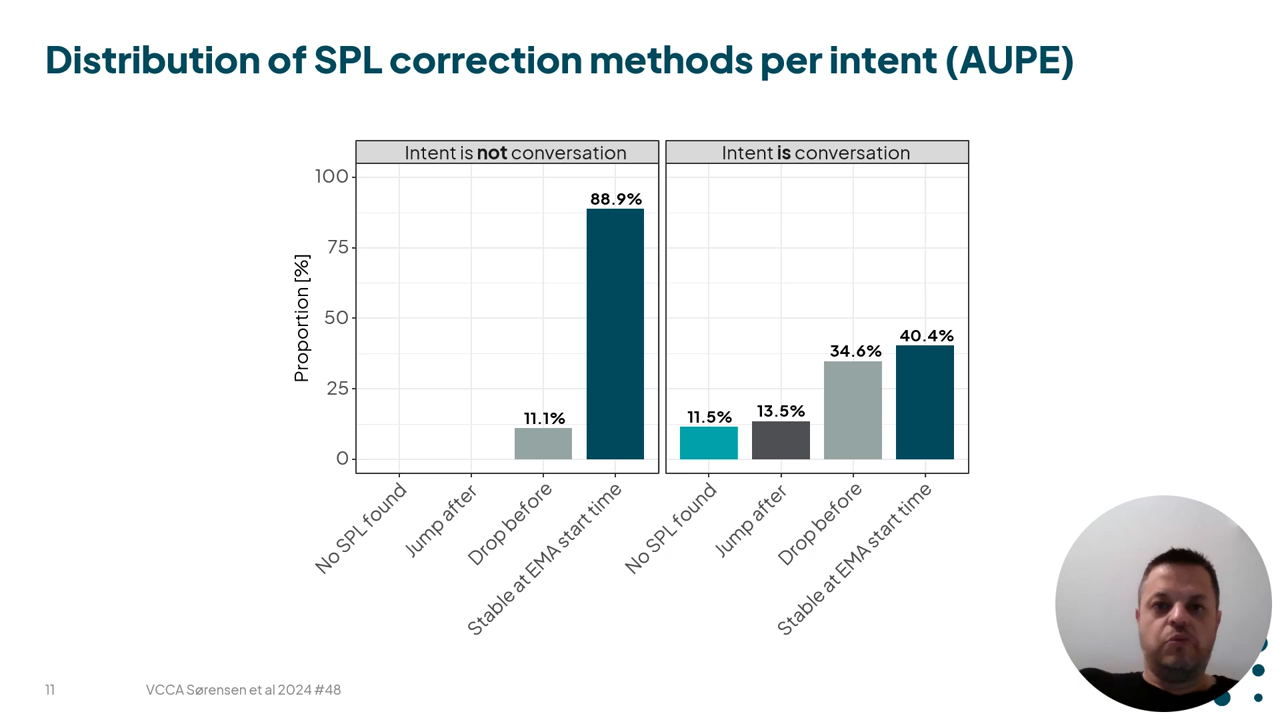 Distribution of SPL correction methods per intent (AUPE)
Intent is not conversation
Intent is conversation
Proportion [%]
100
75
50
25
0
88.9%
11.1%
11.5%
13.5%
34.6%
40.4%
No SPL found
Jump after
Drop before
Stable at EMA start time
No SPL found
Jump after
Drop before
Stable at EMA start time
11
VCCA Sørensen et al 2024 #48